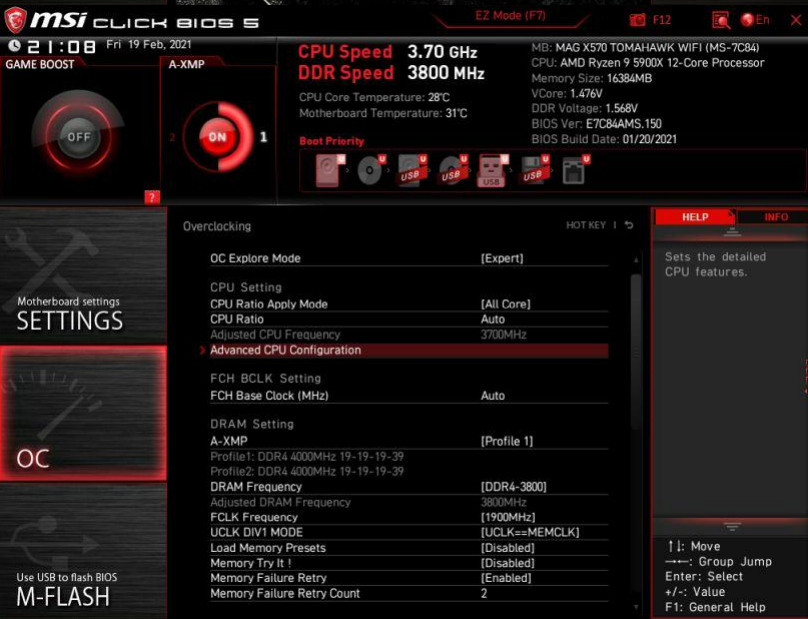 msi CLICK BIOS 5
EZ Mode (F7)
F12
En
X
21:08 Fri 19 Feb, 2021
GAME BOOST
OFF
A-XMP
2
ON
1
?
CPU Speed 3.70 GHz
DDR Speed 3800 MHz
CPU Core Temperature: 28°C
Motherboard Temperature: 31°C
MB: MAG X570 TOMAHAWK WIFI (MS-7C84)
CPU: AMD Ryzen 9 5900X 12-Core Processor
Memory Size: 16384MB
VCore: 1.476V
DDR Voltage: 1.568V
BIOS Ver: E7C84AMS.150
BIOS Build Date: 01/20/2021
Boot Priority
U U U U U U U
USB USB USB USB
Motherboard settings
SETTINGS
OC
Use USB to flash BIOS
M-FLASH
Overclocking
HOT KEY |
OC Explore Mode [Expert]
CPU Setting
CPU Ratio Apply Mode [All Core]
CPU Ratio Auto
Adjusted CPU Frequency 3700MHz
Advanced CPU Configuration
FCH BCLK Setting
FCH Base Clock (MHz) Auto
DRAM Setting
A-XMP [Profile 1]
Profile1: DDR4 4000MHz 19-19-19-39
Profile2: DDR4 4000MHz 19-19-19-39
DRAM Frequency [DDR4-3800]
Adjusted DRAM Frequency 3800MHz
FCLK Frequency [1900MHz]
UCLK DIV1 MODE [UCLK==MEMCLK]
Load Memory Presets [Disabled]
Memory Try It ! [Disabled]
Memory Failure Retry [Enabled]
Memory Failure Retry Count 2
HELP
INFO
Sets the detailed
CPU features.
↑↓: Move
→←: Group Jump
Enter: Select
+/-: Value
F1: General Help